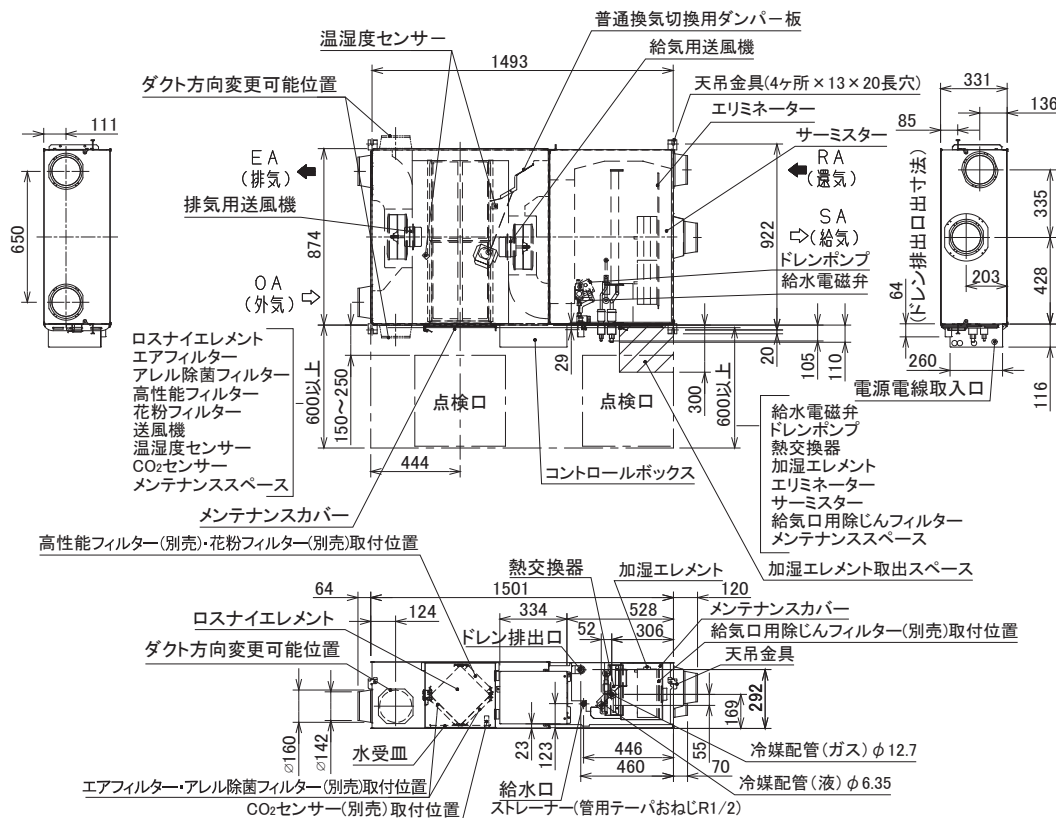 普通換気切換用ダンパー板
温湿度センサー
給気用送風機
1493
ダクト方向変更可能位置
天吊金具(4ヶ所×13×20長穴)
エリミネーター
サーミスター
331
136
85
111
EA
(排気)
RA
(還気)
排気用送風機
SA
(給気)
650
874
922
335
428
203
64
(ドレン排出口出寸法)
ドレンポンプ
給水電磁弁
OA
(外気)
ロスナイエレメント
エアフィルター
アレル除菌フィルター
高性能フィルター
花粉フィルター
送風機
温湿度センサー
CO₂センサー
メンテナンススペース
600以上
150～250
点検口
点検口
29
300
600以上
20
105
110
260
116
電源電線取入口
444
コントロールボックス
給水電磁弁
ドレンポンプ
熱交換器
加湿エレメント
エリミネーター
サーミスター
給気口用除じんフィルター
メンテナンススペース
メンテナンスカバー
加湿エレメント取出スペース
高性能フィルター(別売)・花粉フィルター(別売)取付位置
熱交換器
加湿エレメント
64
1501
120
ロスナイエレメント
124
334
528
メンテナンスカバー
ドレン排出口
52
306
給気口用除じんフィルター(別売)取付位置
ダクト方向変更可能位置
天吊金具
∅160
∅142
292
169
55
23
123
水受皿
446
460
70
冷媒配管(ガス)φ12.7
エアフィルター・アレル除菌フィルター(別売)取付位置
給水口
冷媒配管(液)φ6.35
CO₂センサー(別売)取付位置
ストレーナー(管用テーパおねじR1/2)